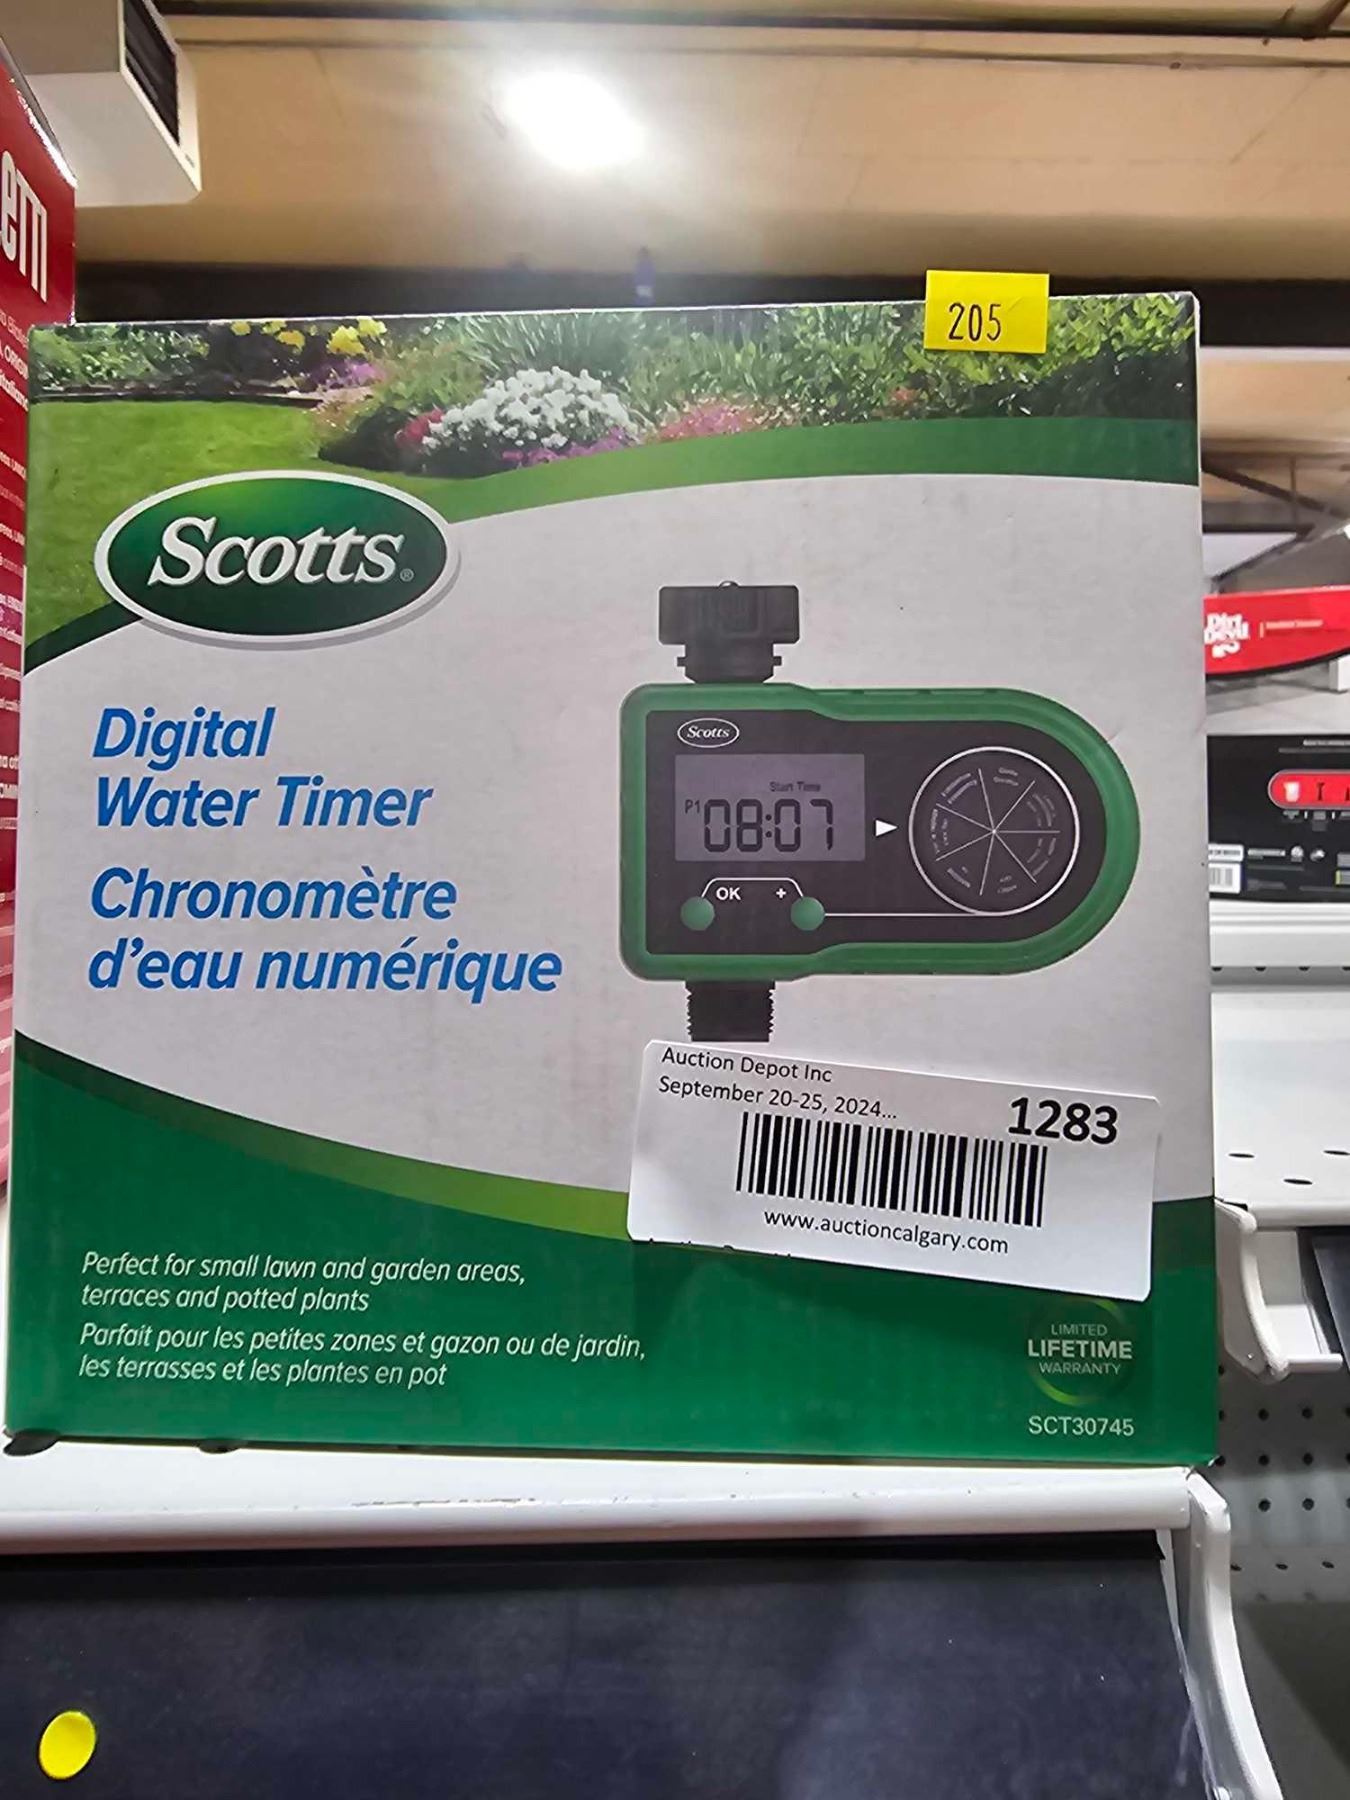 205
Scotts®
Digital
Water Timer
Chronomètre
d'eau numérique
Scotts
Start Time
P1 08:07
OK +
Auction Depot Inc
September 20-25, 2024...
1283
www.auctioncalgary.com
Perfect for small lawn and garden areas,
terraces and potted plants
Parfait pour les petites zones et gazon ou de jardin,
les terrasses et les plantes en pot
LIMITED
LIFETIME
WARRANTY
SCT30745
Dirt
Devil